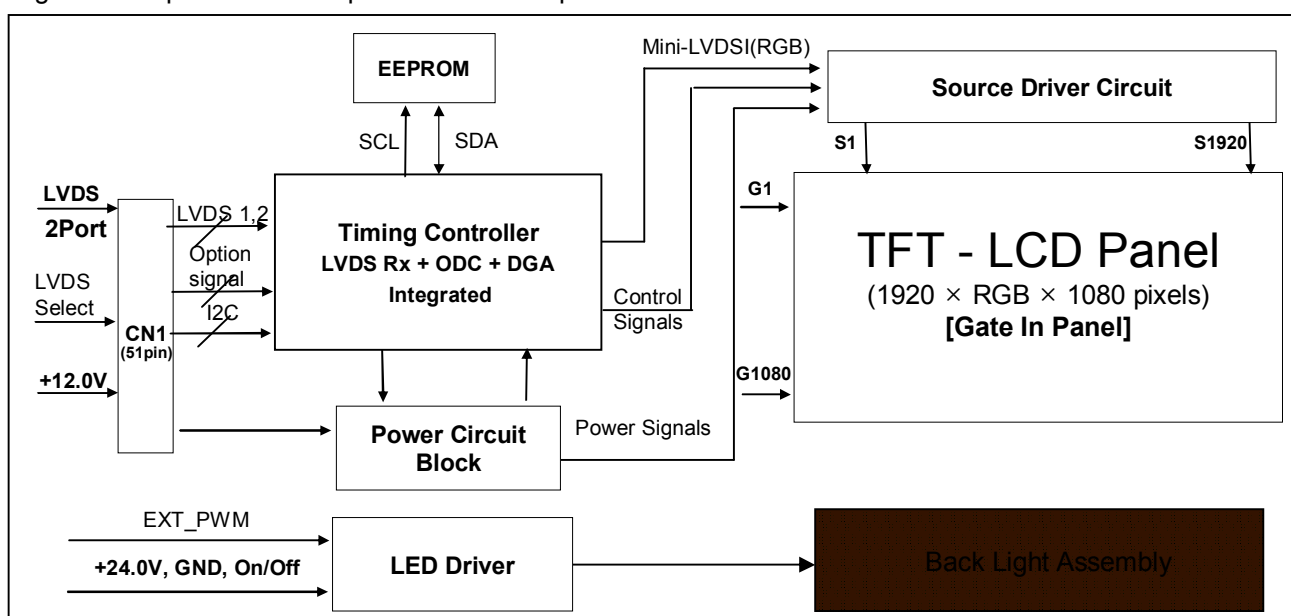 Mini-LVDSI(RGB)
EEPROM
Source Driver Circuit
SCL
SDA
S1
S1920
LVDS
2Port
LVDS 1,2
G1
Timing Controller
LVDS Rx + ODC + DGA
Integrated
TFT - LCD Panel
(1920 × RGB × 1080 pixels)
[Gate In Panel]
Option
signal
LVDS
Select
I2C
Control
Signals
CN1
(51pin)
+12.0V
G1080
Power Circuit
Block
Power Signals
EXT_PWM
+24.0V, GND, On/Off
LED Driver
Back Light Assembly